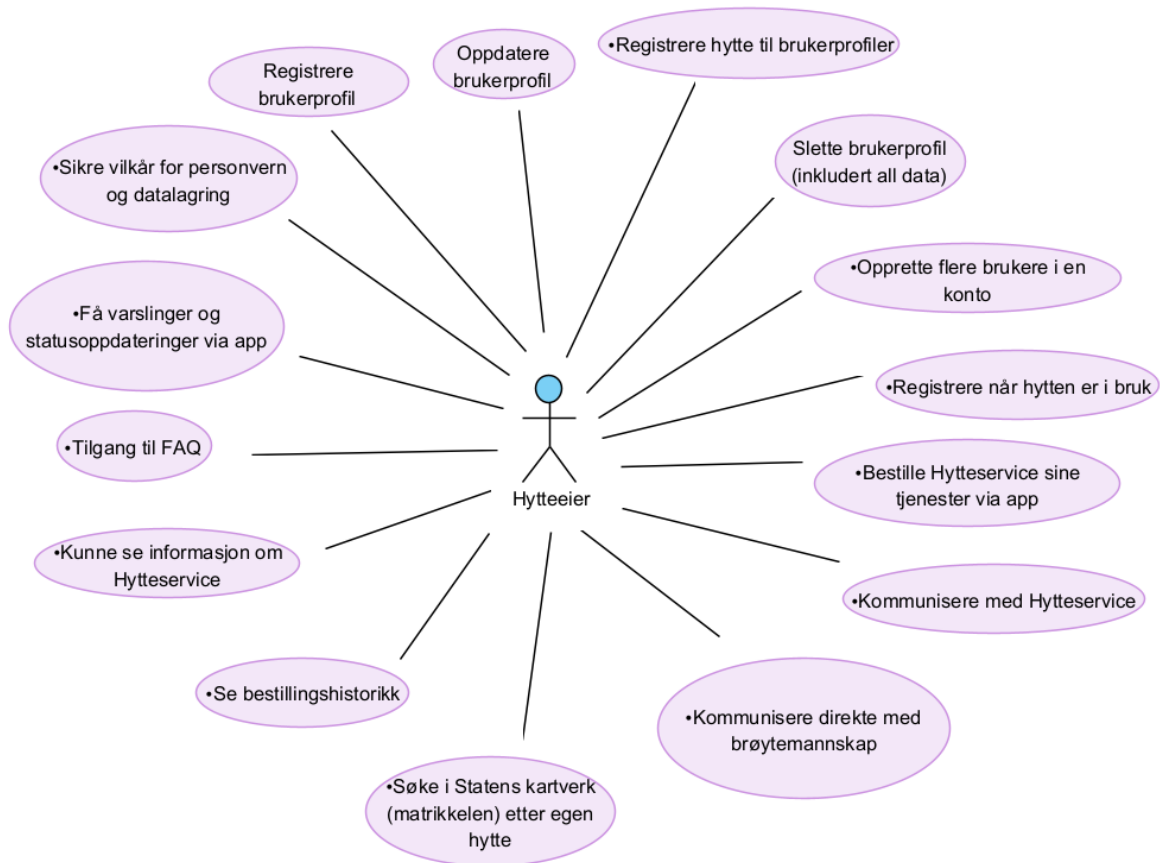 •Registrere hytte til brukerprofiler
Oppdatere
brukerprofil
Registrere
brukerprofil
Slette brukerprofil
(inkludert all data)
•Sikre vilkår for personvern
og datalagring
•Opprette flere brukere i en
konto
•Få varslinger og
statusoppdateringer via app
•Registrere når hytten er i bruk
•Tilgang til FAQ
•Bestille Hytteservice sine
tjenester via app
Hytteeier
•Kunne se informasjon om
Hytteservice
•Kommunisere med Hytteservice
•Se bestillingshistorikk
•Kommunisere direkte med
brøytemannskap
•Søke i Statens kartverk
(matrikkelen) etter egen
hytte